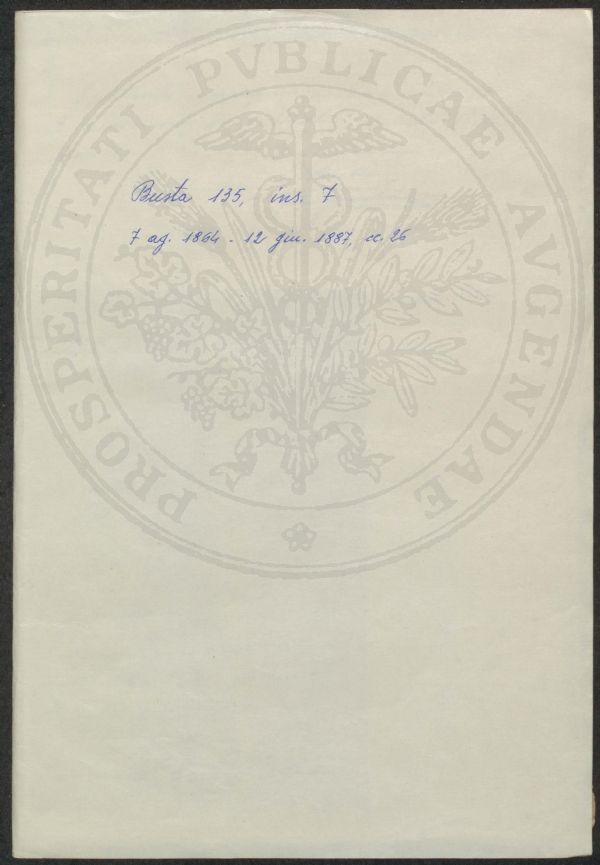 PROSPERITATI PVBLICAE AVGENDAE
Busta 135, ins. 7
7 ag. 1864 - 12 giu. 1887, cc. 26